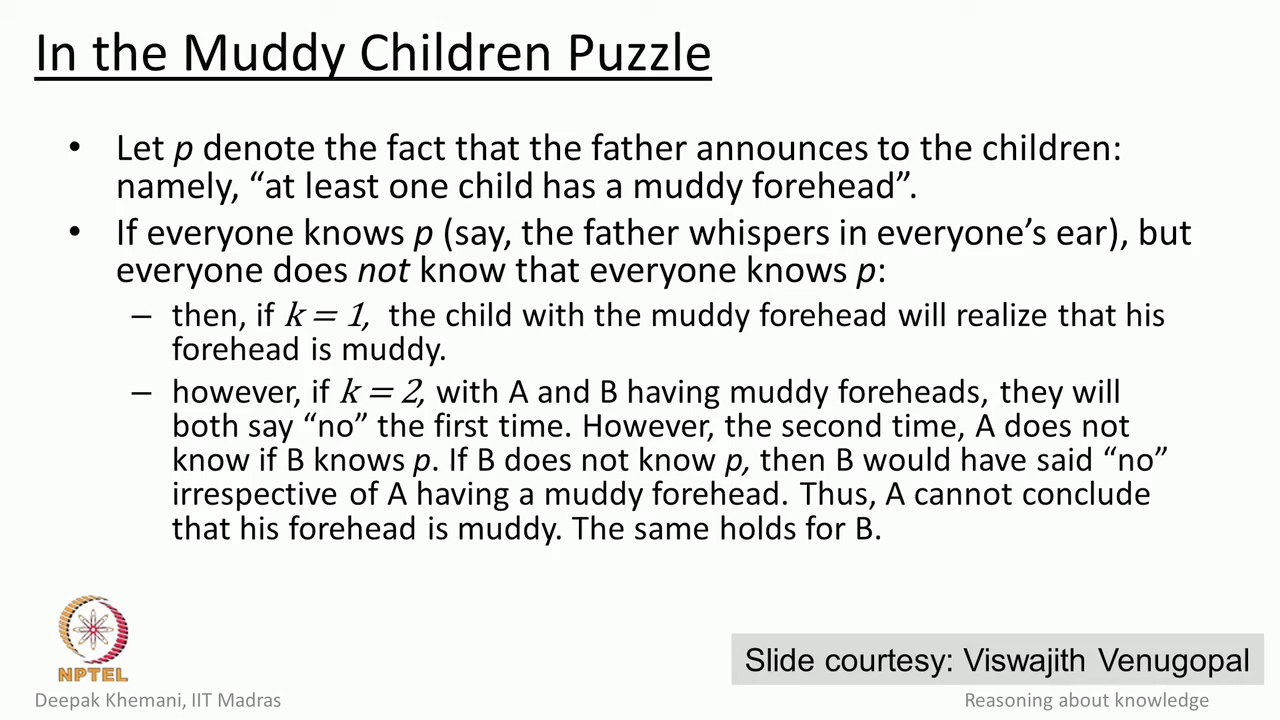 In the Muddy Children Puzzle
• Let p denote the fact that the father announces to the children:
namely, “at least one child has a muddy forehead”.
• If everyone knows p (say, the father whispers in everyone’s ear), but
everyone does not know that everyone knows p:
– then, if k = 1, the child with the muddy forehead will realize that his
forehead is muddy.
– however, if k = 2, with A and B having muddy foreheads, they will
both say “no” the first time. However, the second time, A does not
know if B knows p. If B does not know p, then B would have said “no”
irrespective of A having a muddy forehead. Thus, A cannot conclude
that his forehead is muddy. The same holds for B.
NPTEL
Slide courtesy: Viswajith Venugopal
Deepak Khemani, IIT Madras
Reasoning about knowledge